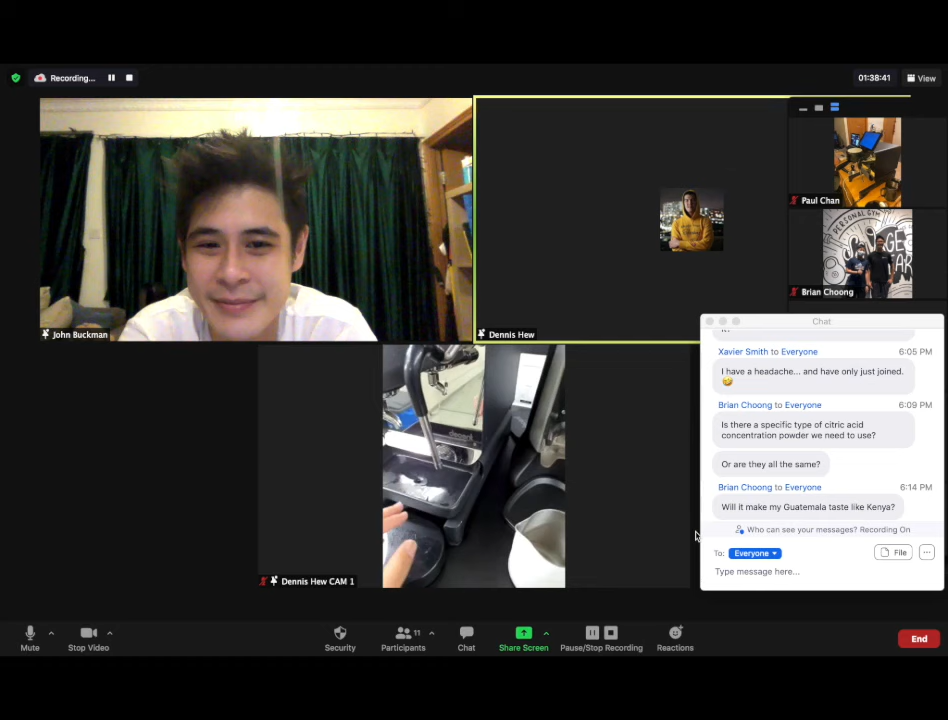 Recording...
01:38:41
View
John Buckman
Dennis Hew
Paul Chan
PERSONAL GYM
Brian Choong
Dennis Hew CAM 1
Chat
Xavier Smith to Everyone
6:05 PM
I have a headache... and have only just joined.
🤣
Brian Choong to Everyone
6:09 PM
Is there a specific type of citric acid
concentration powder we need to use?
Or are they all the same?
Brian Choong to Everyone
6:14 PM
Will it make my Guatemala taste like Kenya?
Who can see your messages? Recording On
To: Everyone
File
Type message here...
Mute
Stop Video
Security
11
Participants
Chat
Share Screen
Pause/Stop Recording
Reactions
End